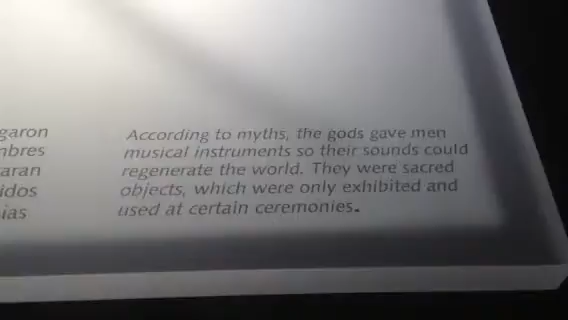 garon
nbres
aran
idos
ias
According to myths, the gods gave men
musical instruments so their sounds could
regenerate the world. They were sacred
objects, which were only exhibited and
used at certain ceremonies.